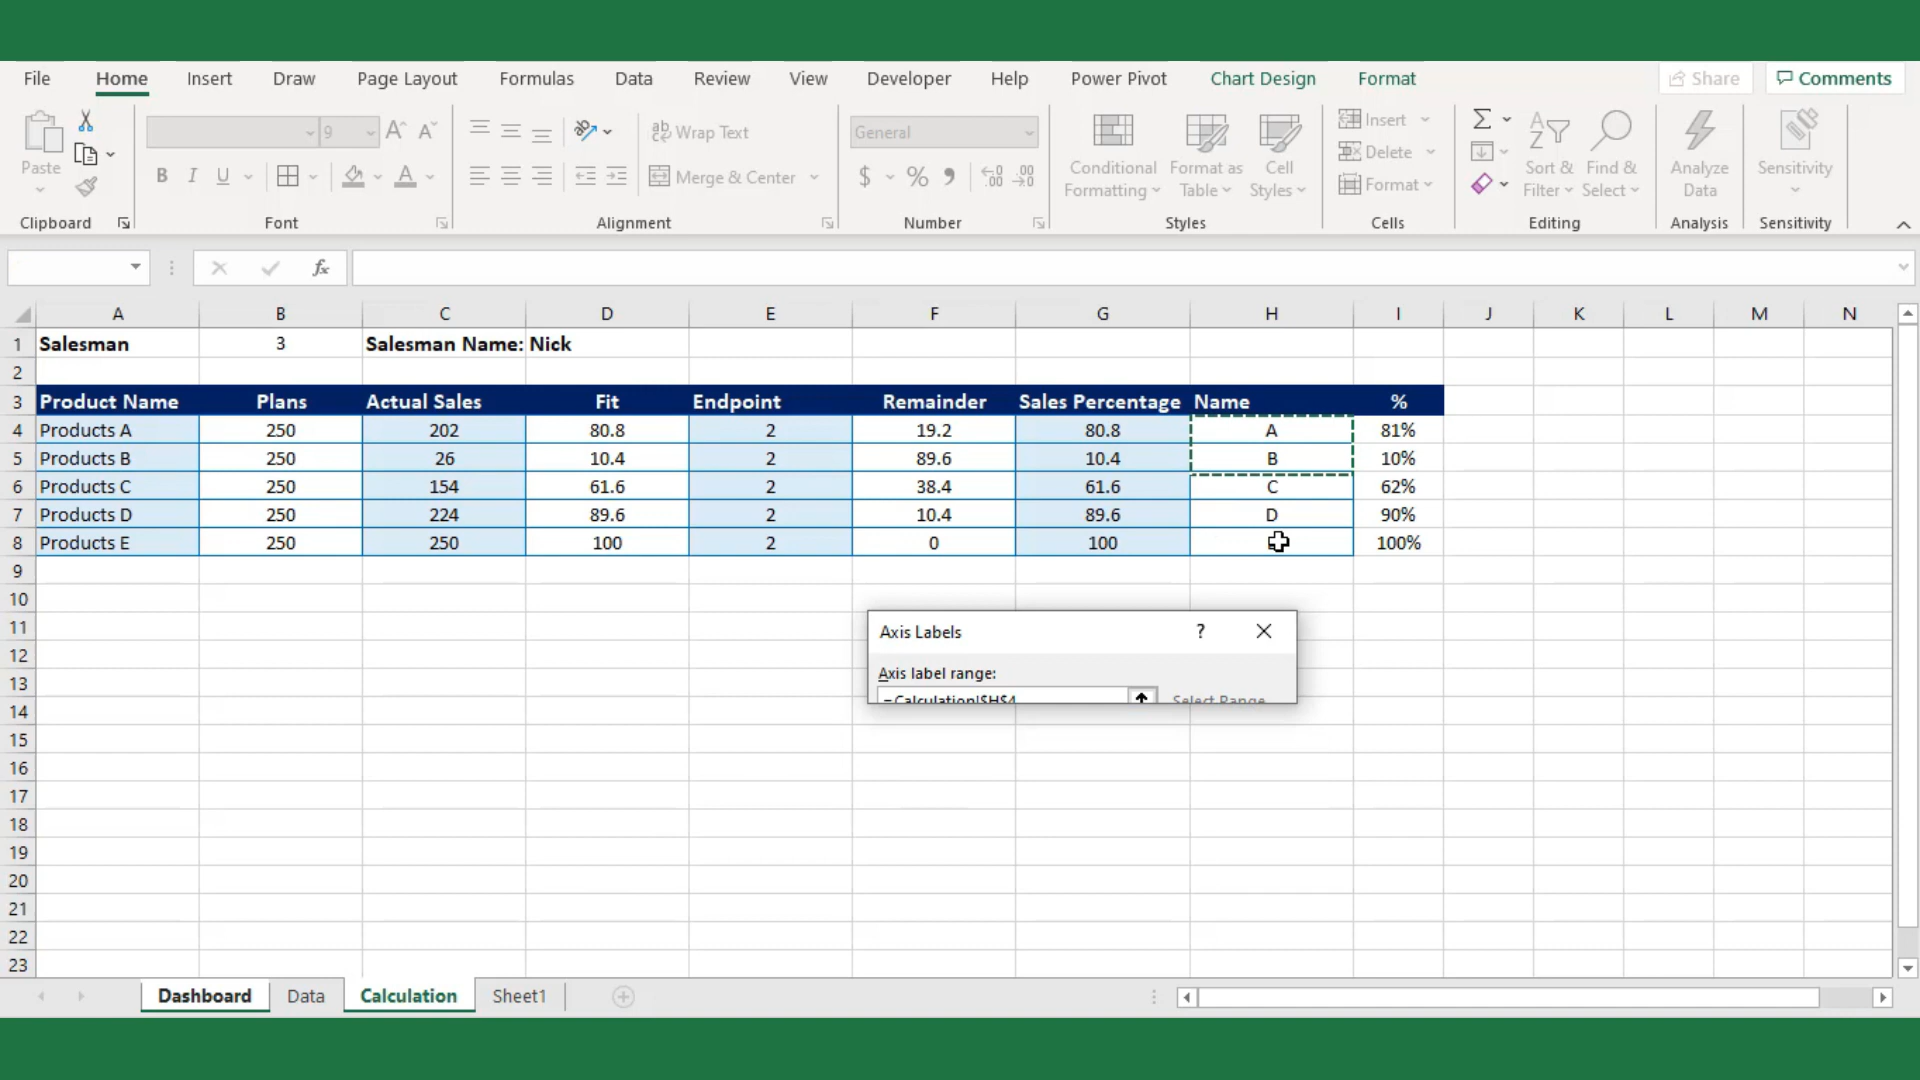 File Home Insert Draw Page Layout Formulas Data Review View Developer Help Power Pivot Chart Design Format Share Comments
Paste 9 Wrap Text General Insert
B I U Merge & Center $ % Conditional Formatting Format as Table Cell Styles Delete Sort & Filter Find & Select Analyze Data Sensitivity
Format
Clipboard Font Alignment Number Styles Cells Editing Analysis Sensitivity
fx
A B C D E F G H I J K L M N
1 Salesman 3 Salesman Name: Nick
2
3 Product Name Plans Actual Sales Fit Endpoint Remainder Sales Percentage Name %
4 Products A 250 202 80.8 2 19.2 80.8 A 81%
5 Products B 250 26 10.4 2 89.6 10.4 B 10%
6 Products C 250 154 61.6 2 38.4 61.6 C 62%
7 Products D 250 224 89.6 2 10.4 89.6 D 90%
8 Products E 250 250 100 2 0 100 100%
9
10
11
12
13
14
15
16
17
18
19
20
21
22
23
Axis Labels ?
Axis label range:
=Calculation!$H$4 Select Range
Dashboard Data Calculation Sheet1